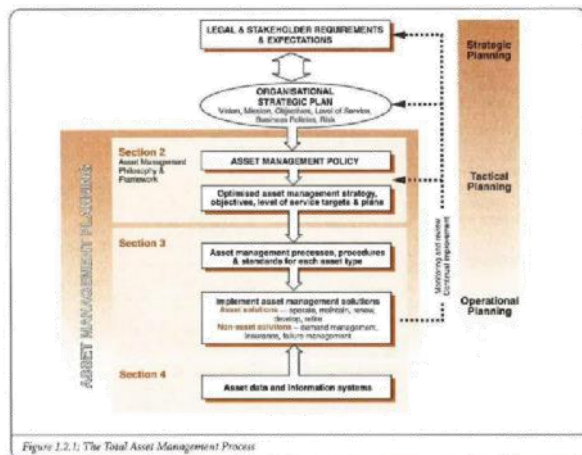 LEGAL & STAKEHOLDER REQUIREMENTS
& EXPECTATIONS
Strategic
Planning
ORGANISATIONAL
STRATEGIC PLAN
Vision, Mission, Objectives, Level of Service,
Business Policies, Risk
Section 2
Asset Management
Philosophy &
Framework
ASSET MANAGEMENT POLICY
Tactical
Planning
Optimised asset management strategy,
objectives, level of service targets & plans
ASSET MANAGEMENT PLANNING
Section 3
Asset management processes, procedures
& standards for each asset type
Monitoring and review
Continual improvement
Implement asset management solutions
Asset solutions – operate, maintain, renew,
develop, retire
Non-asset solutions – demand management,
insurance, failure management
Operational
Planning
Section 4
Asset data and information systems
Figure 1.2.1: The Total Asset Management Process